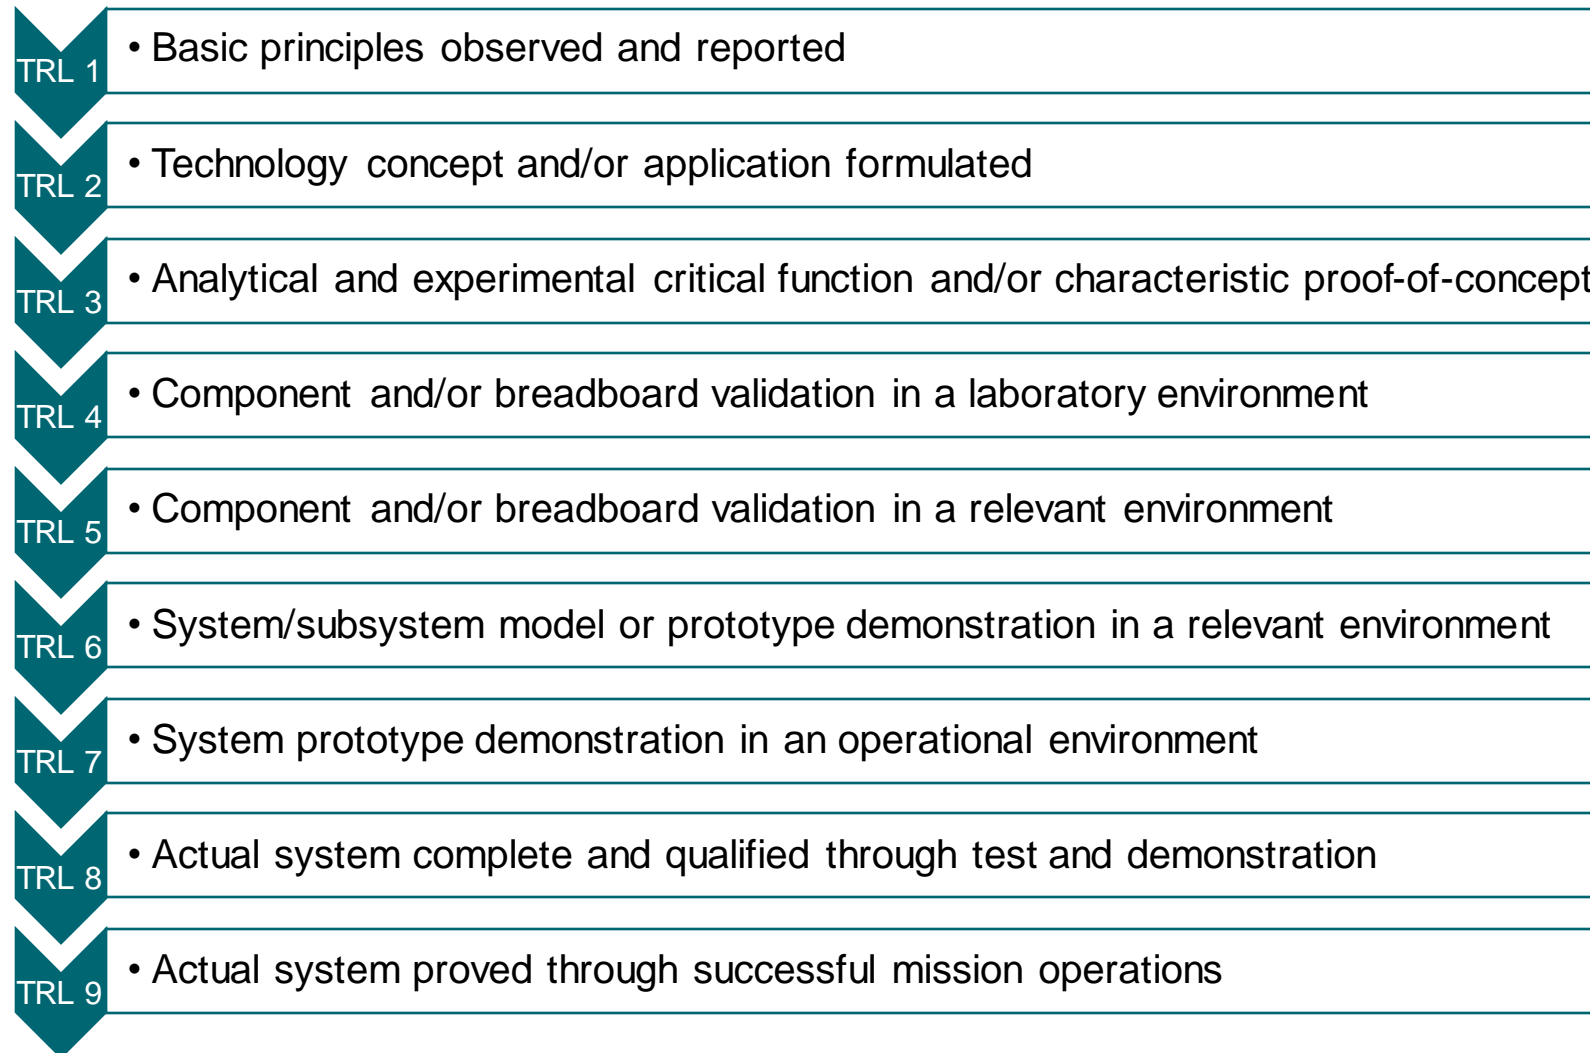 TRL 1
• Basic principles observed and reported
TRL 2
• Technology concept and/or application formulated
TRL 3
• Analytical and experimental critical function and/or characteristic proof-of-concept
TRL 4
• Component and/or breadboard validation in a laboratory environment
TRL 5
• Component and/or breadboard validation in a relevant environment
TRL 6
• System/subsystem model or prototype demonstration in a relevant environment
TRL 7
• System prototype demonstration in an operational environment
TRL 8
• Actual system complete and qualified through test and demonstration
TRL 9
• Actual system proved through successful mission operations